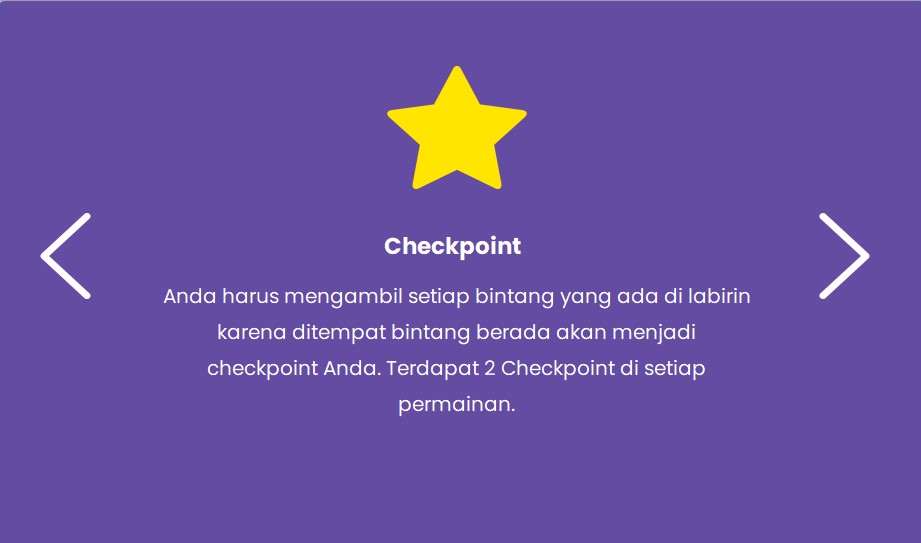 Checkpoint
Anda harus mengambil setiap bintang yang ada di labirin
karena ditempat bintang berada akan menjadi
checkpoint Anda. Terdapat 2 Checkpoint di setiap
permainan.